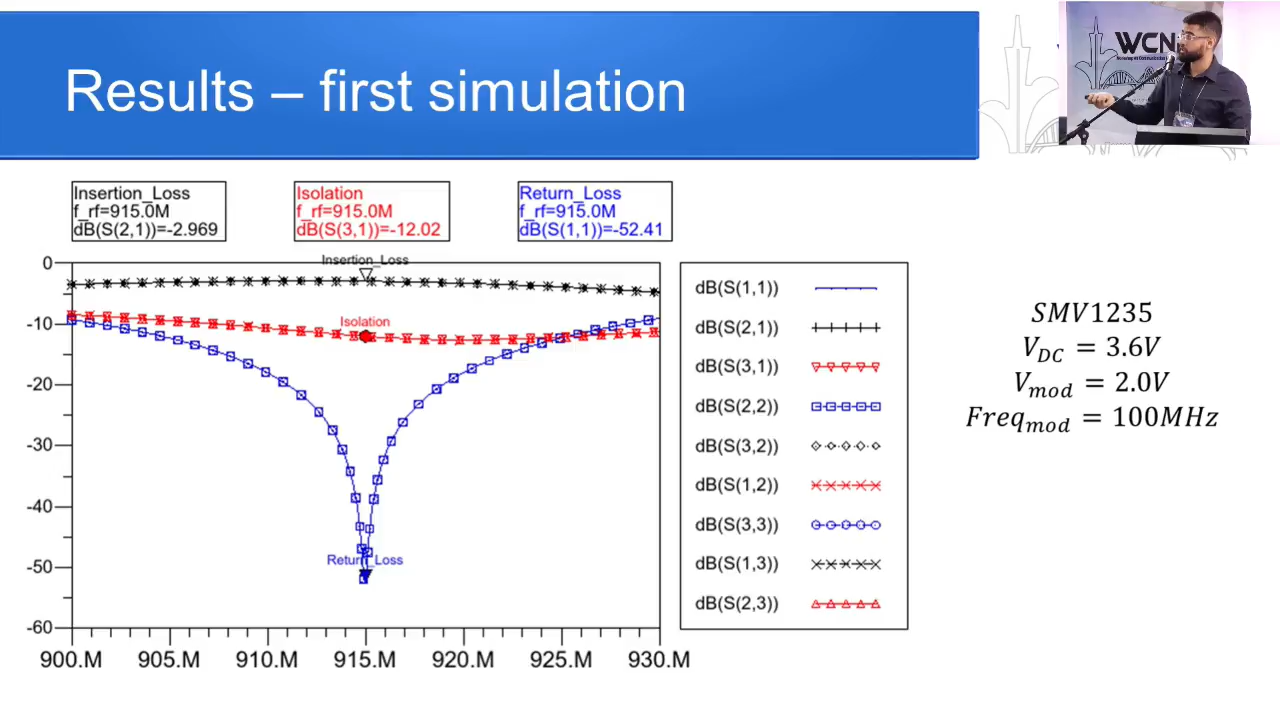 Results – first simulation
WCN
Insertion_Loss
f_rf=915.0M
dB(S(2,1))=-2.969
Isolation
f_rf=915.0M
dB(S(3,1))=-12.02
Return_Loss
f_rf=915.0M
dB(S(1,1))=-52.41
Insertion_Loss
Isolation
Return_Loss
0
-10
-20
-30
-40
-50
-60
900.M
905.M
910.M
915.M
920.M
925.M
930.M
dB(S(1,1))
dB(S(2,1))
dB(S(3,1))
dB(S(2,2))
dB(S(3,2))
dB(S(1,2))
dB(S(3,3))
dB(S(1,3))
dB(S(2,3))
SMV1235
V_DC = 3.6V
V_mod = 2.0V
Freq_mod = 100MHz